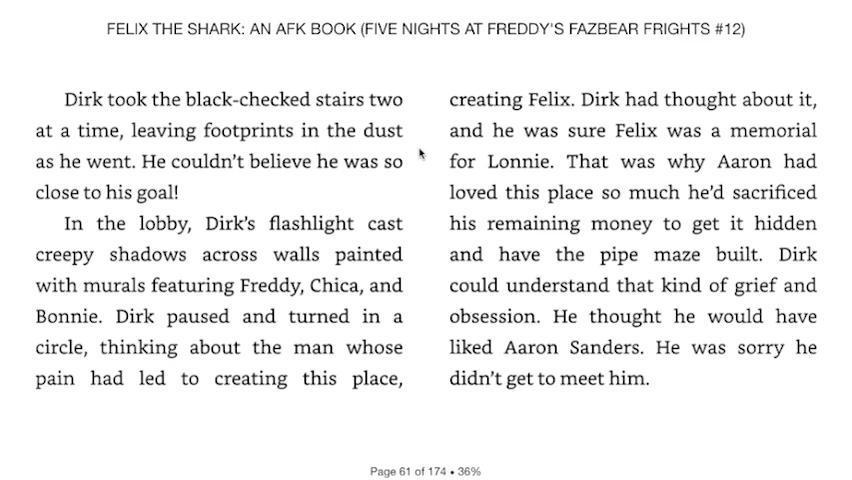 FELIX THE SHARK: AN AFK BOOK (FIVE NIGHTS AT FREDDY'S FAZBEAR FRIGHTS #12)
Dirk took the black-checked stairs two
at a time, leaving footprints in the dust
as he went. He couldn't believe he was so
close to his goal!
In the lobby, Dirk's flashlight cast
creepy shadows across walls painted
with murals featuring Freddy, Chica, and
Bonnie. Dirk paused and turned in a
circle, thinking about the man whose
pain had led to creating this place,
creating Felix. Dirk had thought about it,
and he was sure Felix was a memorial
for Lonnie. That was why Aaron had
loved this place so much he'd sacrificed
his remaining money to get it hidden
and have the pipe maze built. Dirk
could understand that kind of grief and
obsession. He thought he would have
liked Aaron Sanders. He was sorry he
didn't get to meet him.
Page 61 of 174 • 36%